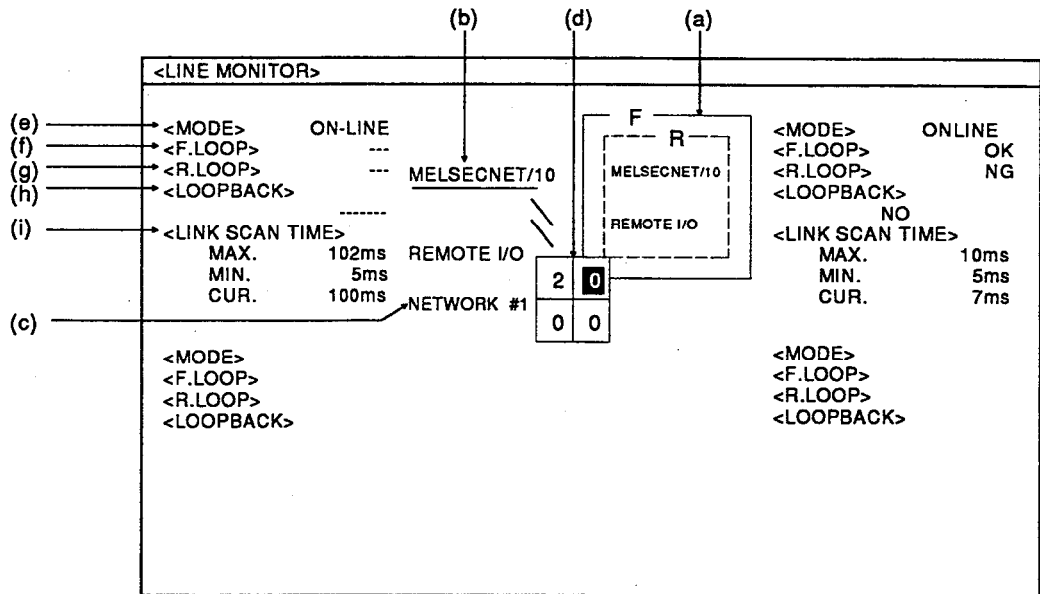 (b) (d) (a)
<LINE MONITOR>
(e) <MODE> ON-LINE
(f) <F.LOOP> ---
(g) <R.LOOP> ---
(h) <LOOPBACK>
------
(i) <LINK SCAN TIME>
MAX. 102ms
MIN. 5ms
CUR. 100ms
(c)
MELSECNET/10
REMOTE I/O
NETWORK #1
F
R
MELSECNET/10
REMOTE I/O
2 0
0 0
<MODE> ONLINE
<F.LOOP> OK
<R.LOOP> NG
<LOOPBACK>
NO
<LINK SCAN TIME>
MAX. 10ms
MIN. 5ms
CUR. 7ms
<MODE>
<F.LOOP>
<R.LOOP>
<LOOPBACK>
<MODE>
<F.LOOP>
<R.LOOP>
<LOOPBACK>